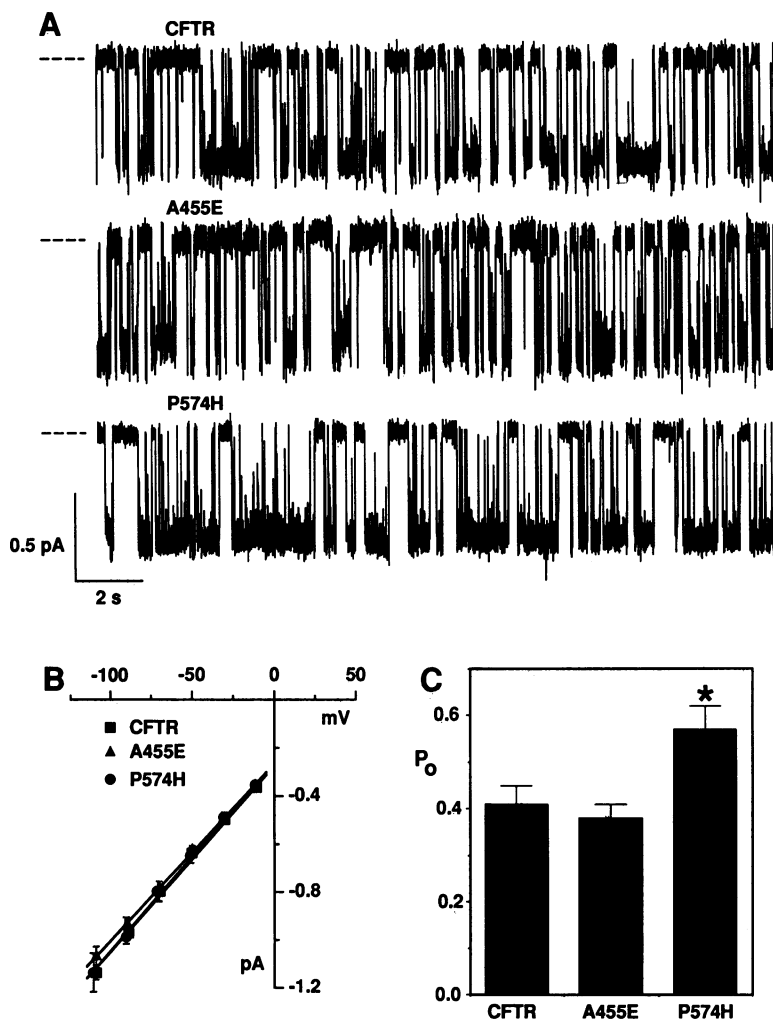 A
CFTR
A455E
P574H
0.5 pA
2 s
B
-100 -50 0 50
mV
CFTR
A455E
P574H
-0.4
-0.8
pA
-1.2
C
*
0.6
Po
0.4
0.2
0.0
CFTR A455E P574H